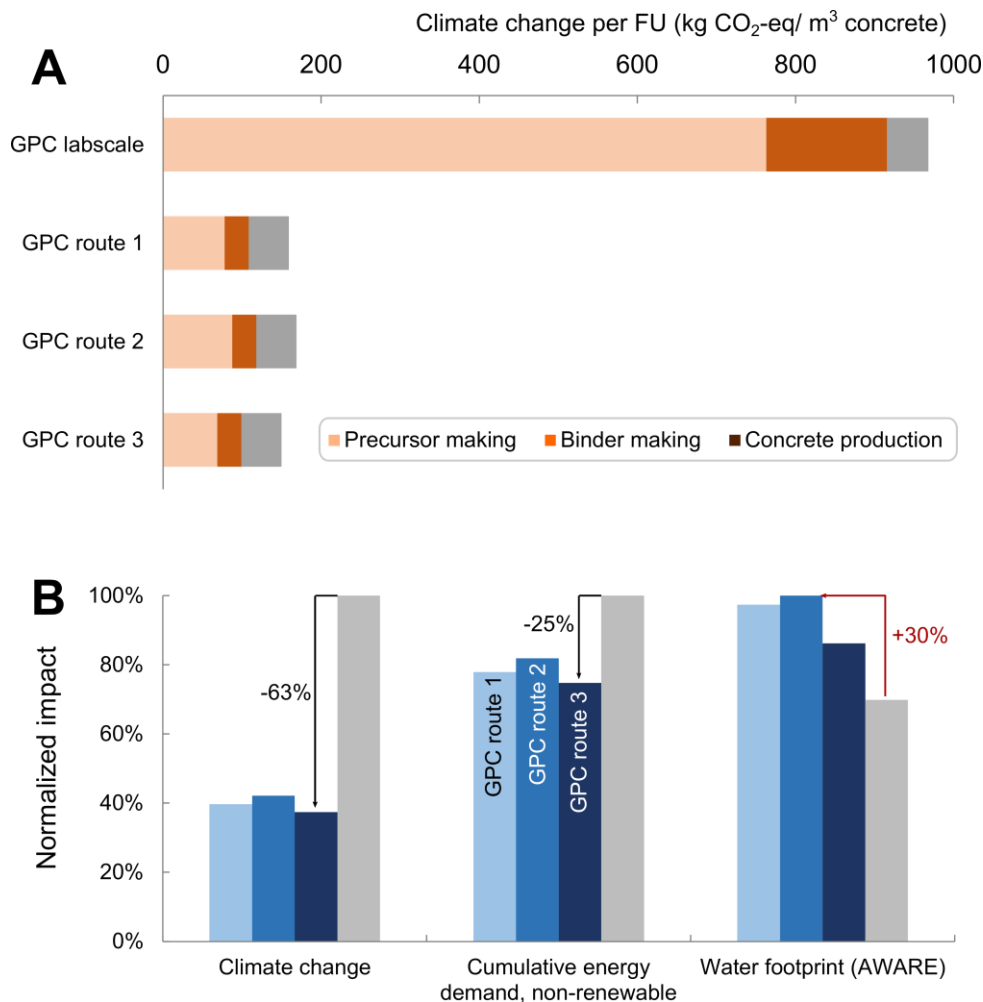 Climate change per FU (kg CO₂-eq/ m³ concrete)
A
0 200 400 600 800 1000
GPC labscale
GPC route 1
GPC route 2
GPC route 3
Precursor making Binder making Concrete production
B
Normalized impact
100%
80%
60%
40%
20%
0%
-63%
-25%
+30%
GPC route 1
GPC route 2
GPC route 3
Climate change
Cumulative energy
demand, non-renewable
Water footprint (AWARE)